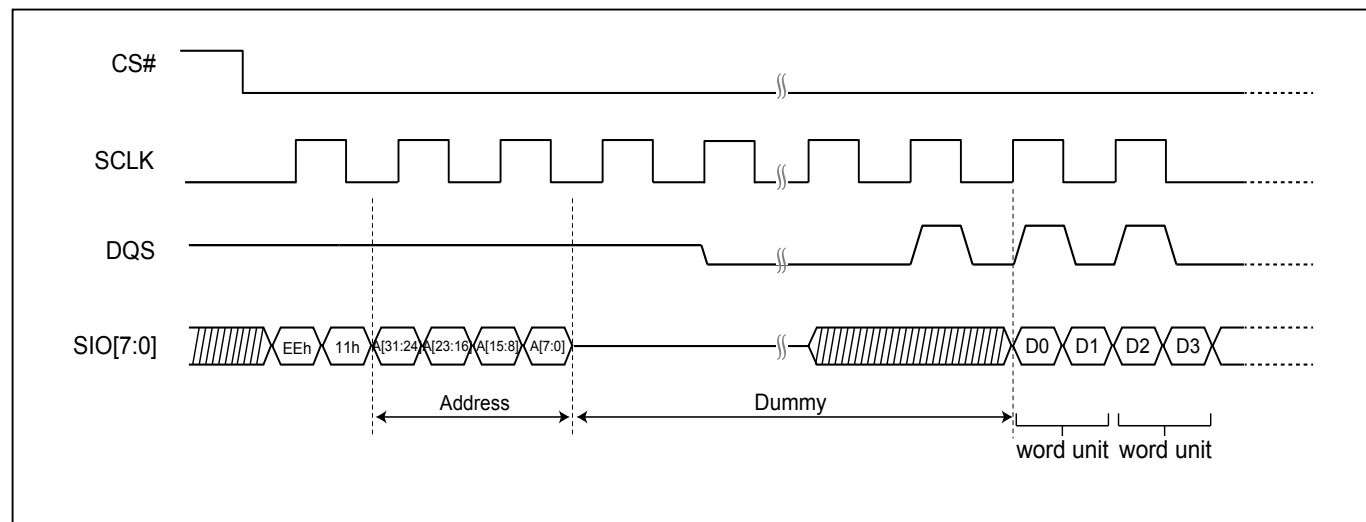 CS#
SCLK
DQS
SIO[7:0]
EEh 11h A[31:24] A[23:16] A[15:8] A[7:0] D0 D1 D2 D3
Address Dummy
word unit word unit